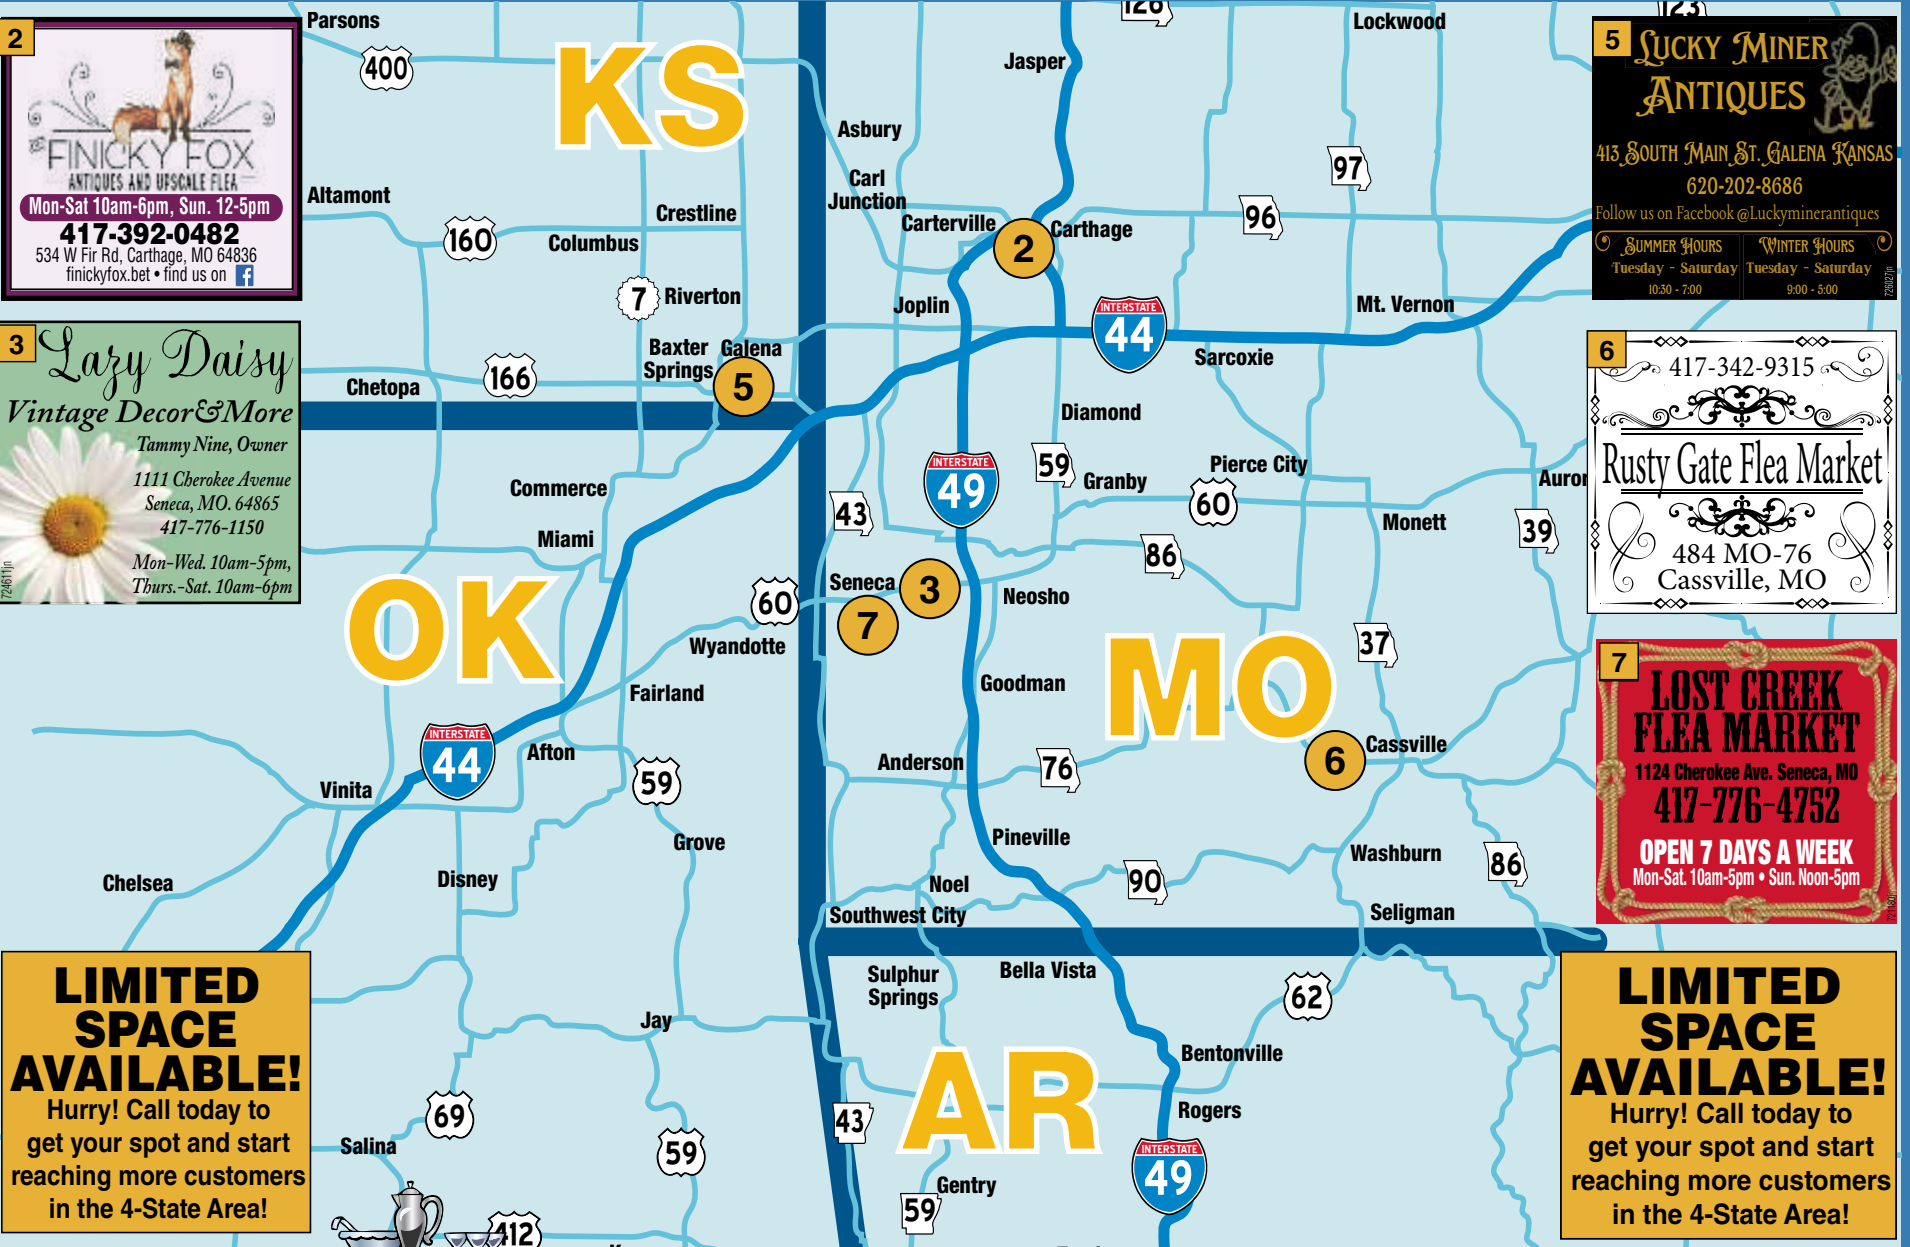 2
THE
FINICKY FOX
ANTIQUES AND UPSCALE FLEA
Mon-Sat 10am-6pm, Sun. 12-5pm
417-392-0482
534 W Fir Rd, Carthage, MO 64836
finickyfox.bet • find us on f
3
Lazy Daisy
Vintage Decor&More
Tammy Nine, Owner
1111 Cherokee Avenue
Seneca, MO. 64865
417-776-1150
Mon-Wed. 10am-5pm,
Thurs.-Sat. 10am-6pm
724611jn
LIMITED
SPACE
AVAILABLE!
Hurry! Call today to
get your spot and start
reaching more customers
in the 4-State Area!
Parsons
400
KS
126
Lockwood
123
Jasper
Asbury
Carl
Junction
97
Altamont
Crestline
160
Columbus
Carterville
2
Carthage
96
7
Riverton
Joplin
INTERSTATE
44
Mt. Vernon
Baxter
Springs
Galena
5
Sarcoxie
Chetopa
166
Diamond
INTERSTATE
49
59
Granby
Pierce City
60
Auror
Commerce
43
Monett
39
Miami
86
OK
60
Seneca
3
7
Neosho
Wyandotte
MO
37
Fairland
Goodman
INTERSTATE
44
Afton
Anderson
76
6
Cassville
Vinita
59
Grove
Pineville
Washburn
86
Chelsea
Disney
Noel
90
Southwest City
Seligman
Sulphur
Springs
Bella Vista
62
Jay
Bentonville
AR
69
43
Rogers
Salina
59
INTERSTATE
49
Gentry
59
412
5
LUCKY MINER
ANTIQUES
413 SOUTH MAIN ST. GALENA KANSAS
620-202-8686
Follow us on Facebook @Luckyminerantiques
SUMMER HOURS
Tuesday - Saturday
10:30 - 7:00
WINTER HOURS
Tuesday - Saturday
9:00 - 5:00
726027jn
6
417-342-9315
Rusty Gate Flea Market
484 MO-76
Cassville, MO
7
LOST CREEK
FLEA MARKET
1124 Cherokee Ave. Seneca, MO
417-776-4752
OPEN 7 DAYS A WEEK
Mon-Sat. 10am-5pm • Sun. Noon-5pm
LIMITED
SPACE
AVAILABLE!
Hurry! Call today to
get your spot and start
reaching more customers
in the 4-State Area!